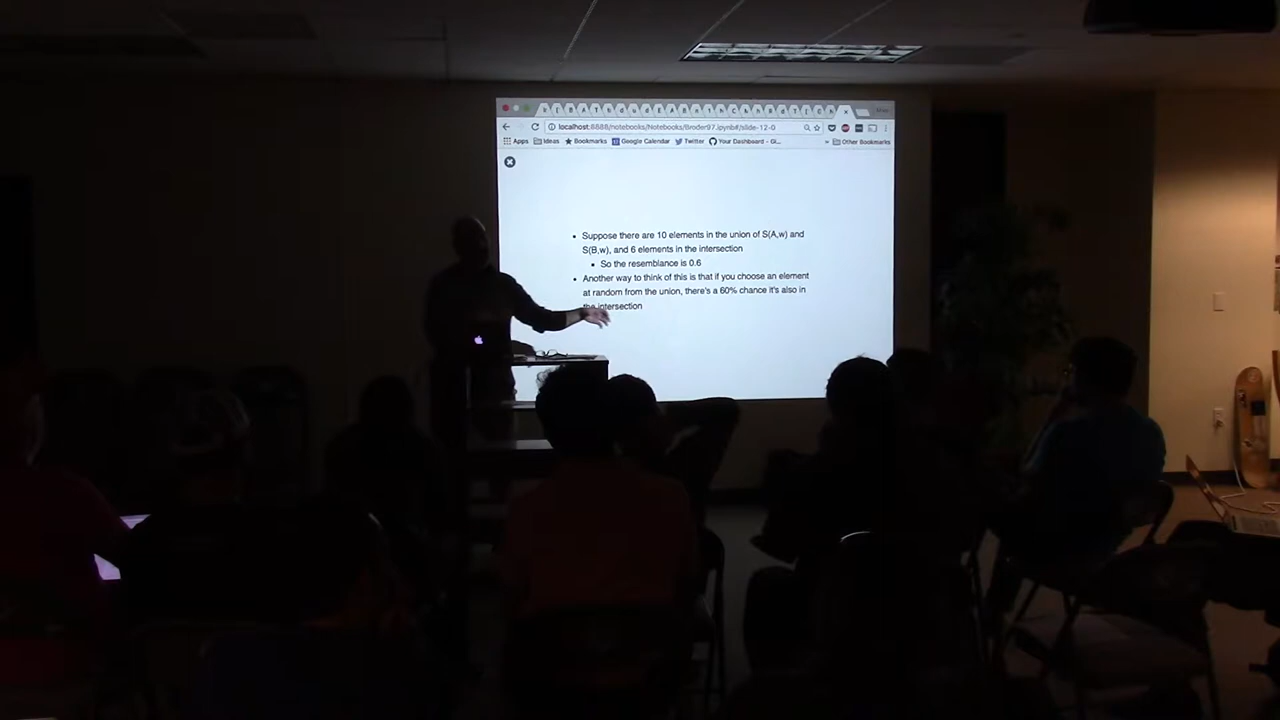 localhost:8888/notebooks/Notebooks/Broder97.ipynb#/slide-12-0
Apps Ideas Bookmarks Google Calendar Twitter Your Dashboard - Gi... » Other Bookmarks
• Suppose there are 10 elements in the union of S(A,w) and
S(B,w), and 6 elements in the intersection
• So the resemblance is 0.6
• Another way to think of this is that if you choose an element
at random from the union, there's a 60% chance it's also in
the intersection